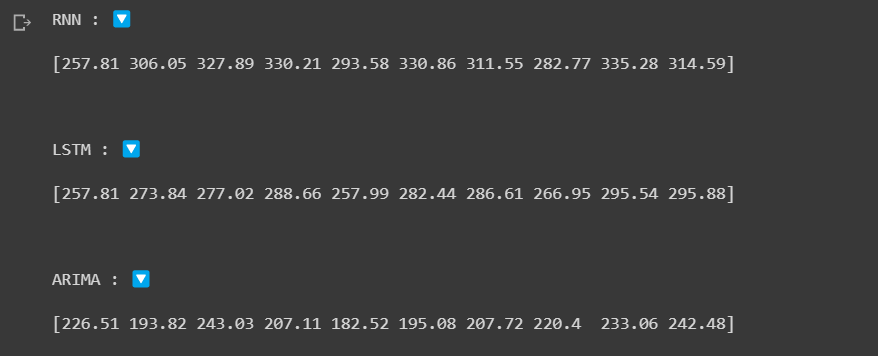 RNN : 🔽
[257.81 306.05 327.89 330.21 293.58 330.86 311.55 282.77 335.28 314.59]
LSTM : 🔽
[257.81 273.84 277.02 288.66 257.99 282.44 286.61 266.95 295.54 295.88]
ARIMA : 🔽
[226.51 193.82 243.03 207.11 182.52 195.08 207.72 220.4  233.06 242.48]